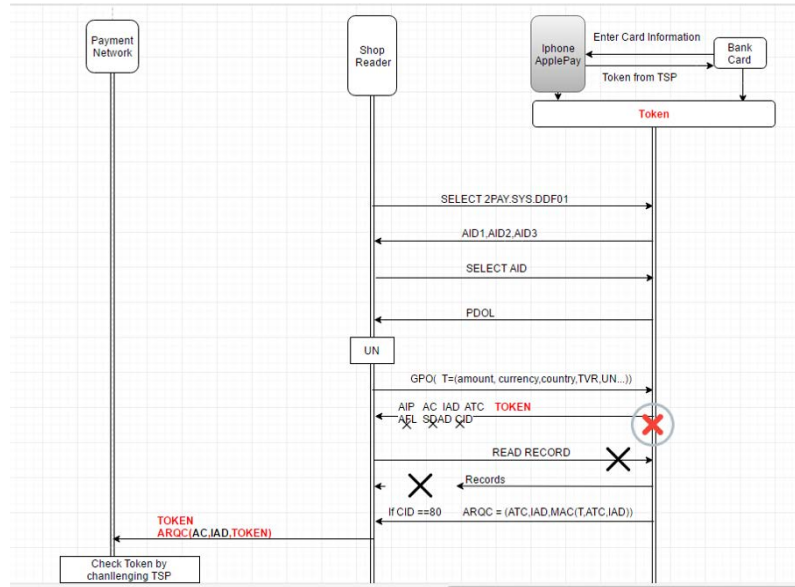 Payment
Network
Shop
Reader
Iphone
ApplePay
Enter Card Information
Bank
Card
Token from TSP
Token
SELECT 2PAY.SYS.DDF01
AID1,AID2,AID3
SELECT AID
PDOL
UN
GPO( T=(amount, currency,country,TVR,UN...))
AIP AC IAD ATC TOKEN
AFL SDAD CID
READ RECORD
Records
If CID ==80 ARQC = (ATC,IAD,MAC(T,ATC,IAD))
TOKEN
ARQC(AC,IAD,TOKEN)
Check Token by
chanllenging TSP